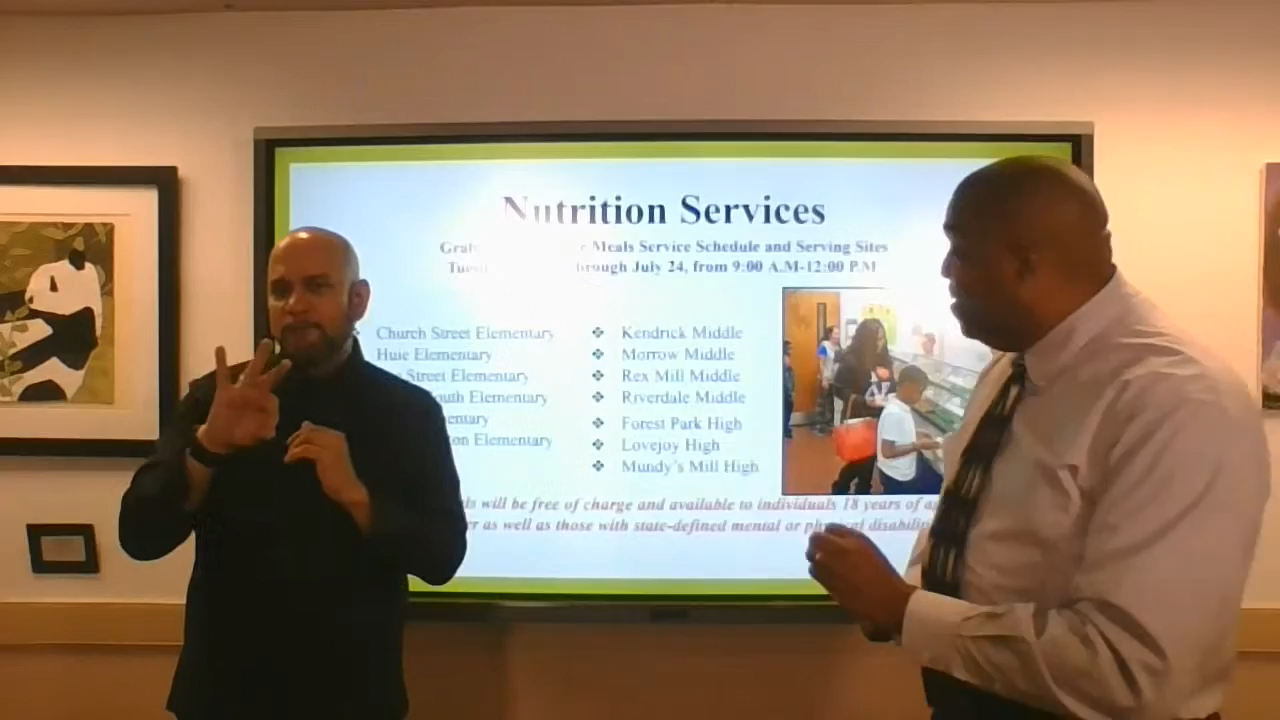 Nutrition Services
Meals Service Schedule and Serving Sites
through July 24, from 9:00 A.M-12:00 P.M
Church Street Elementary
Huie Elementary
Street Elementary
Elementary
Elementary
❖ Kendrick Middle
❖ Morrow Middle
❖ Rex Mill Middle
❖ Riverdale Middle
❖ Forest Park High
❖ Lovejoy High
❖ Mundy's Mill High
will be free of charge and available to individuals 18 years of
as well as those with state-defined mental or physical